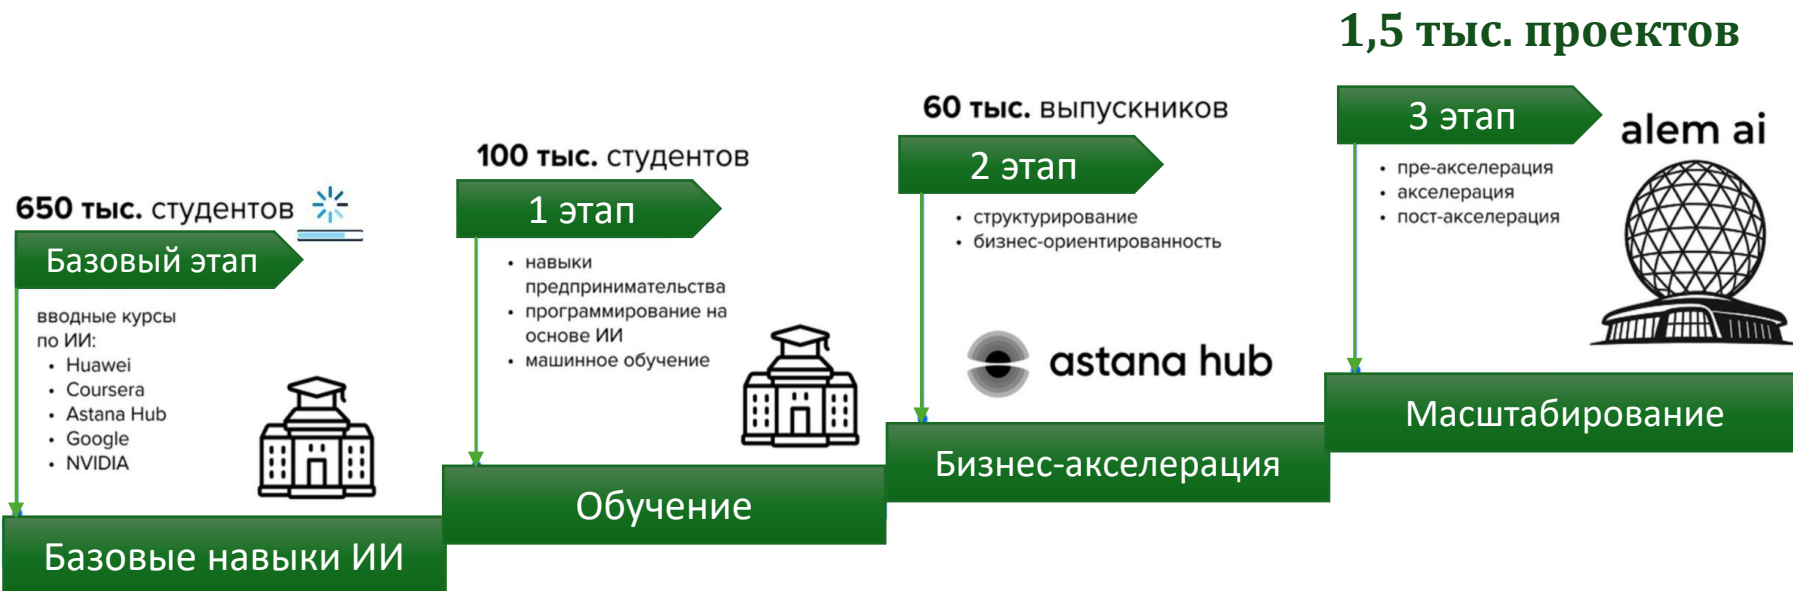 650 тыс. студентов
Базовый этап
вводные курсы
по ИИ:
• Huawei
• Coursera
• Astana Hub
• Google
• NVIDIA
Базовые навыки ИИ
100 тыс. студентов
1 этап
• навыки
предпринимательства
• программирование на
основе ИИ
• машинное обучение
Обучение
60 тыс. выпускников
2 этап
• структурирование
• бизнес-ориентированность
astana hub
Бизнес-акселерация
1,5 тыс. проектов
3 этап
• пре-акселерация
• акселерация
• пост-акселерация
alem ai
Масштабирование